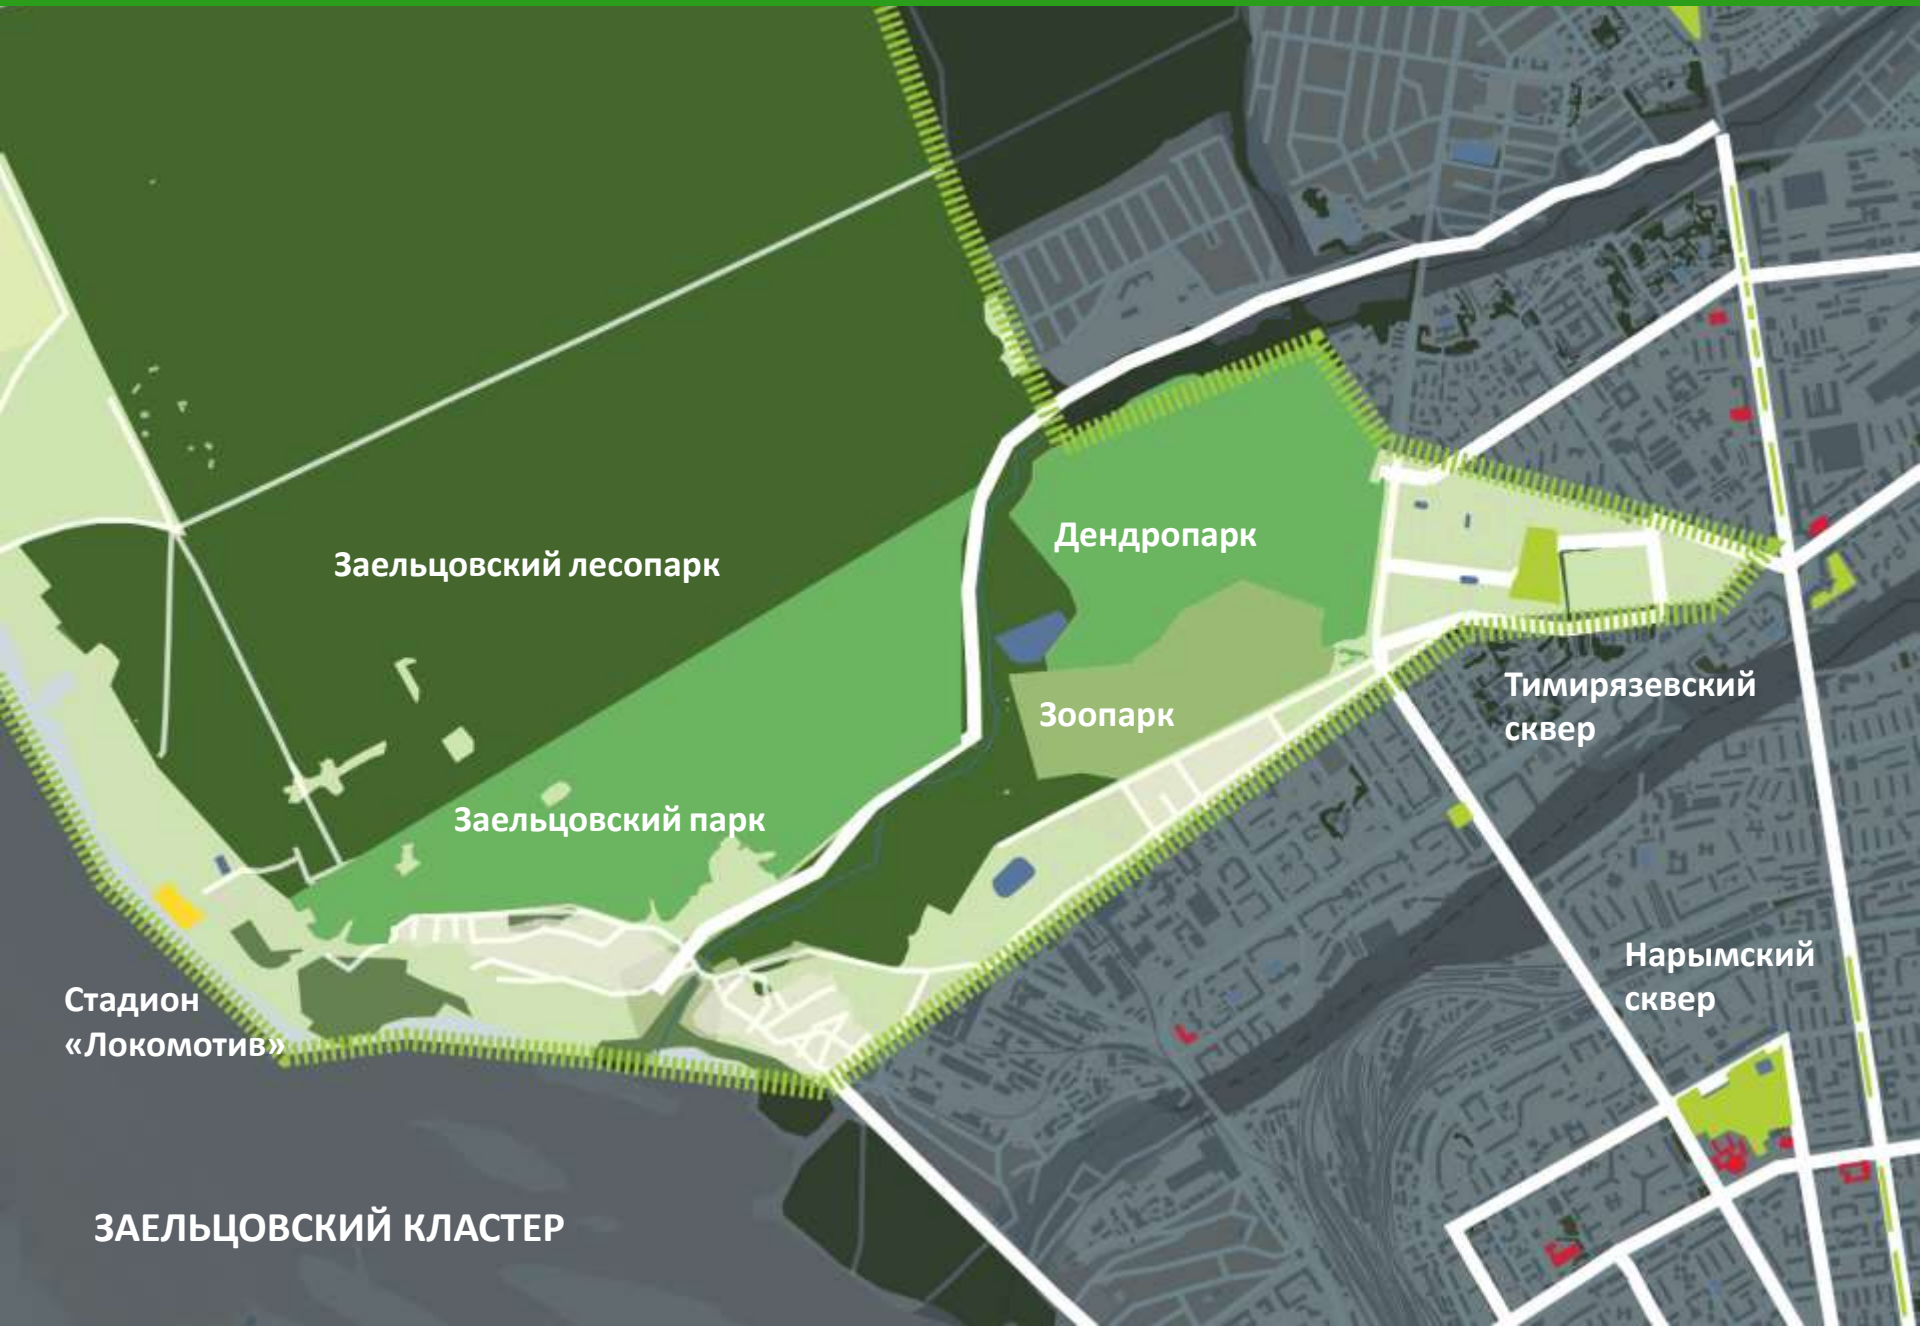 Заельцовский лесопарк
Дендропарк
Зоопарк
Тимирязевский
сквер
Заельцовский парк
Нарымский
сквер
Стадион
«Локомотив»
ЗАЕЛЬЦОВСКИЙ КЛАСТЕР